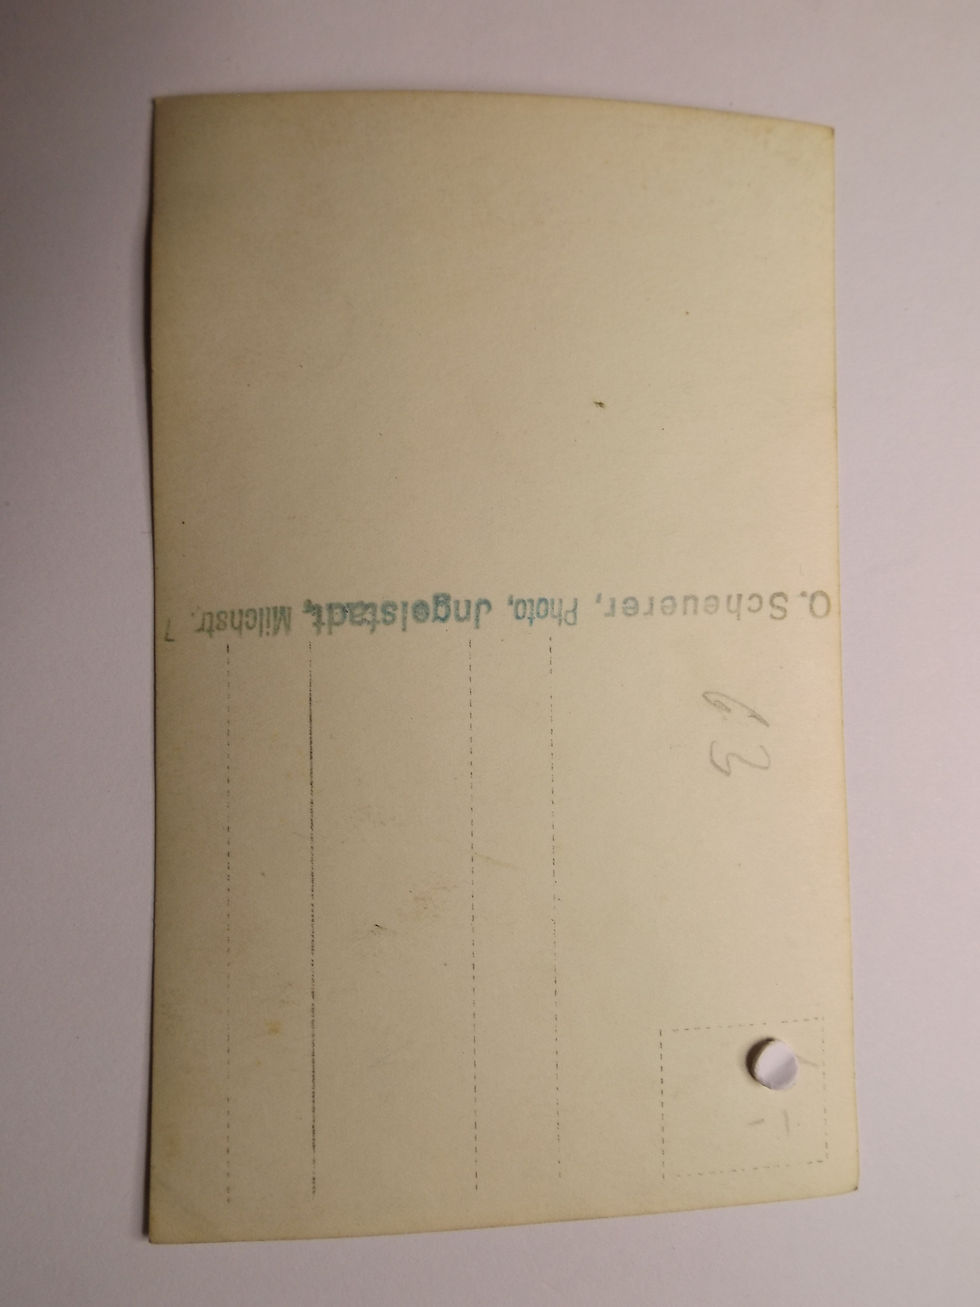 O. Scheuerer, Photo, Jngolstadt, Milchstr. 7
63